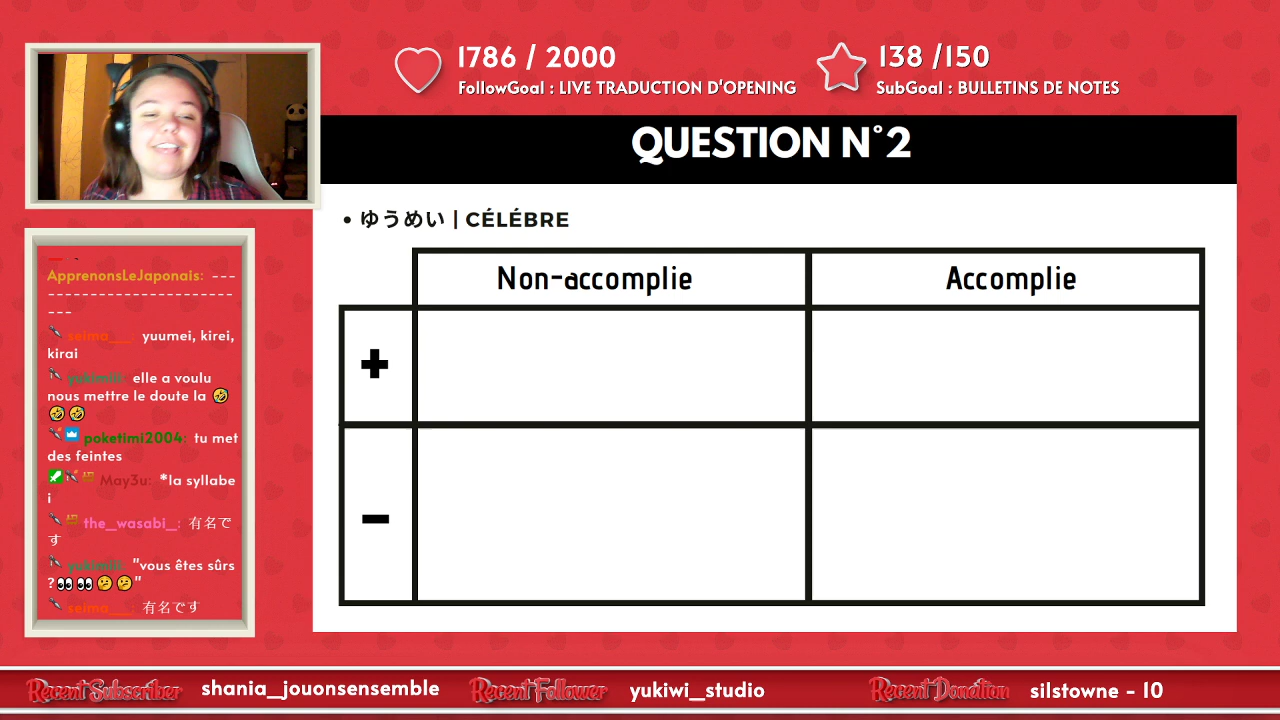 1786 / 2000
FollowGoal : LIVE TRADUCTION D'OPENING
138 /150
SubGoal : BULLETINS DE NOTES
QUESTION N°2
• ゆうめい | CÉLÉBRE
Non-accomplie
Accomplie
+
-
ApprenonsLeJaponais: ---
-----------------------
---
seima___: yuumei, kirei,
kirai
yukimiii: elle a voulu
nous mettre le doute la 🤣
🤣 🤣
poketimi2004: tu met
des feintes
May3u: *la syllabe
i
the_wasabi_: 有名で
す
yukimiii: "vous êtes sûrs
?👀 👀 🤔 🤔"
seima___: 有名です
Recent Subscriber
shania_jouonsensemble
Recent Follower
yukiwi_studio
Recent Donation
silstowne - 10